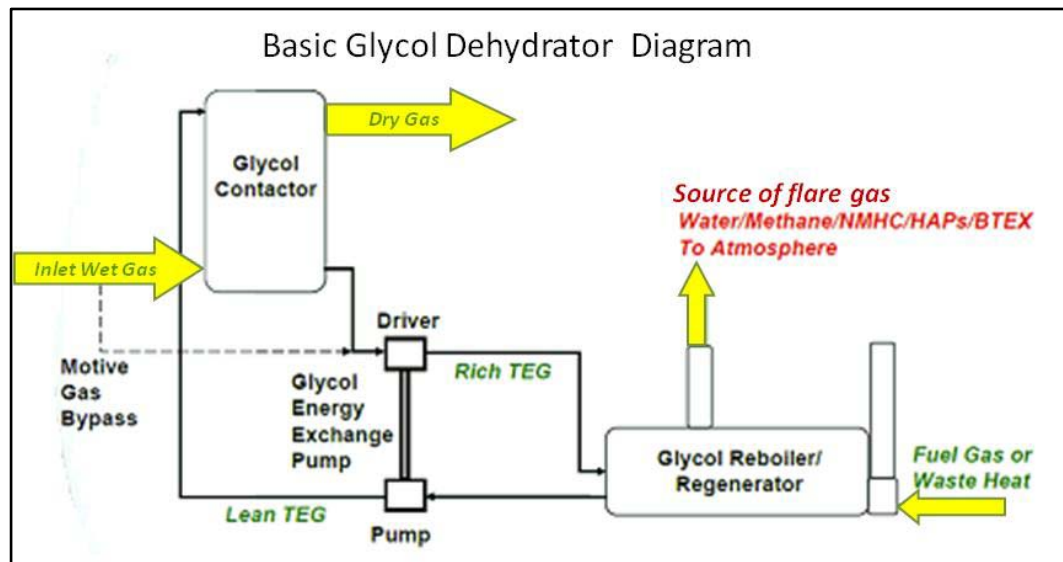 Basic Glycol Dehydrator Diagram
Dry Gas
Glycol
Contactor
Source of flare gas
Water/Methane/NMHC/HAPs/BTEX
To Atmosphere
Inlet Wet Gas
Driver
Motive
Gas
Bypass
Glycol
Energy
Exchange
Pump
Rich TEG
Glycol Reboiler/
Regenerator
Fuel Gas or
Waste Heat
Lean TEG
Pump